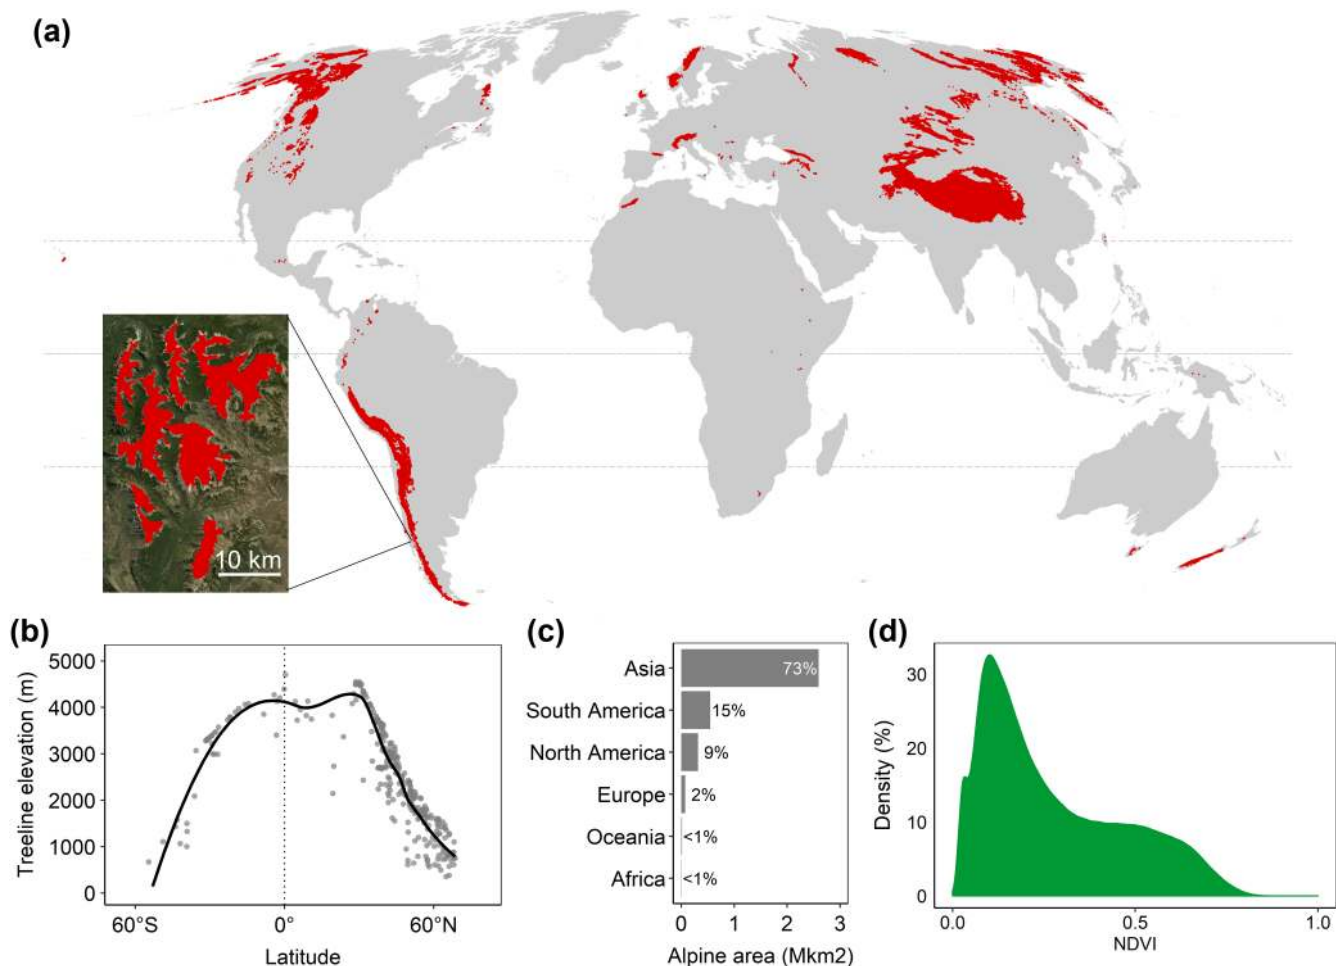 (a)
10 km
(b)
5000
4000
3000
2000
1000
0
Treeline elevation (m)
60°S
0°
60°N
Latitude
(c)
Asia
73%
South America
15%
North America
9%
Europe
2%
Oceania
<1%
Africa
<1%
0
1
2
3
Alpine area (Mkm2)
(d)
30
20
10
0
Density (%)
0.0
0.5
1.0
NDVI